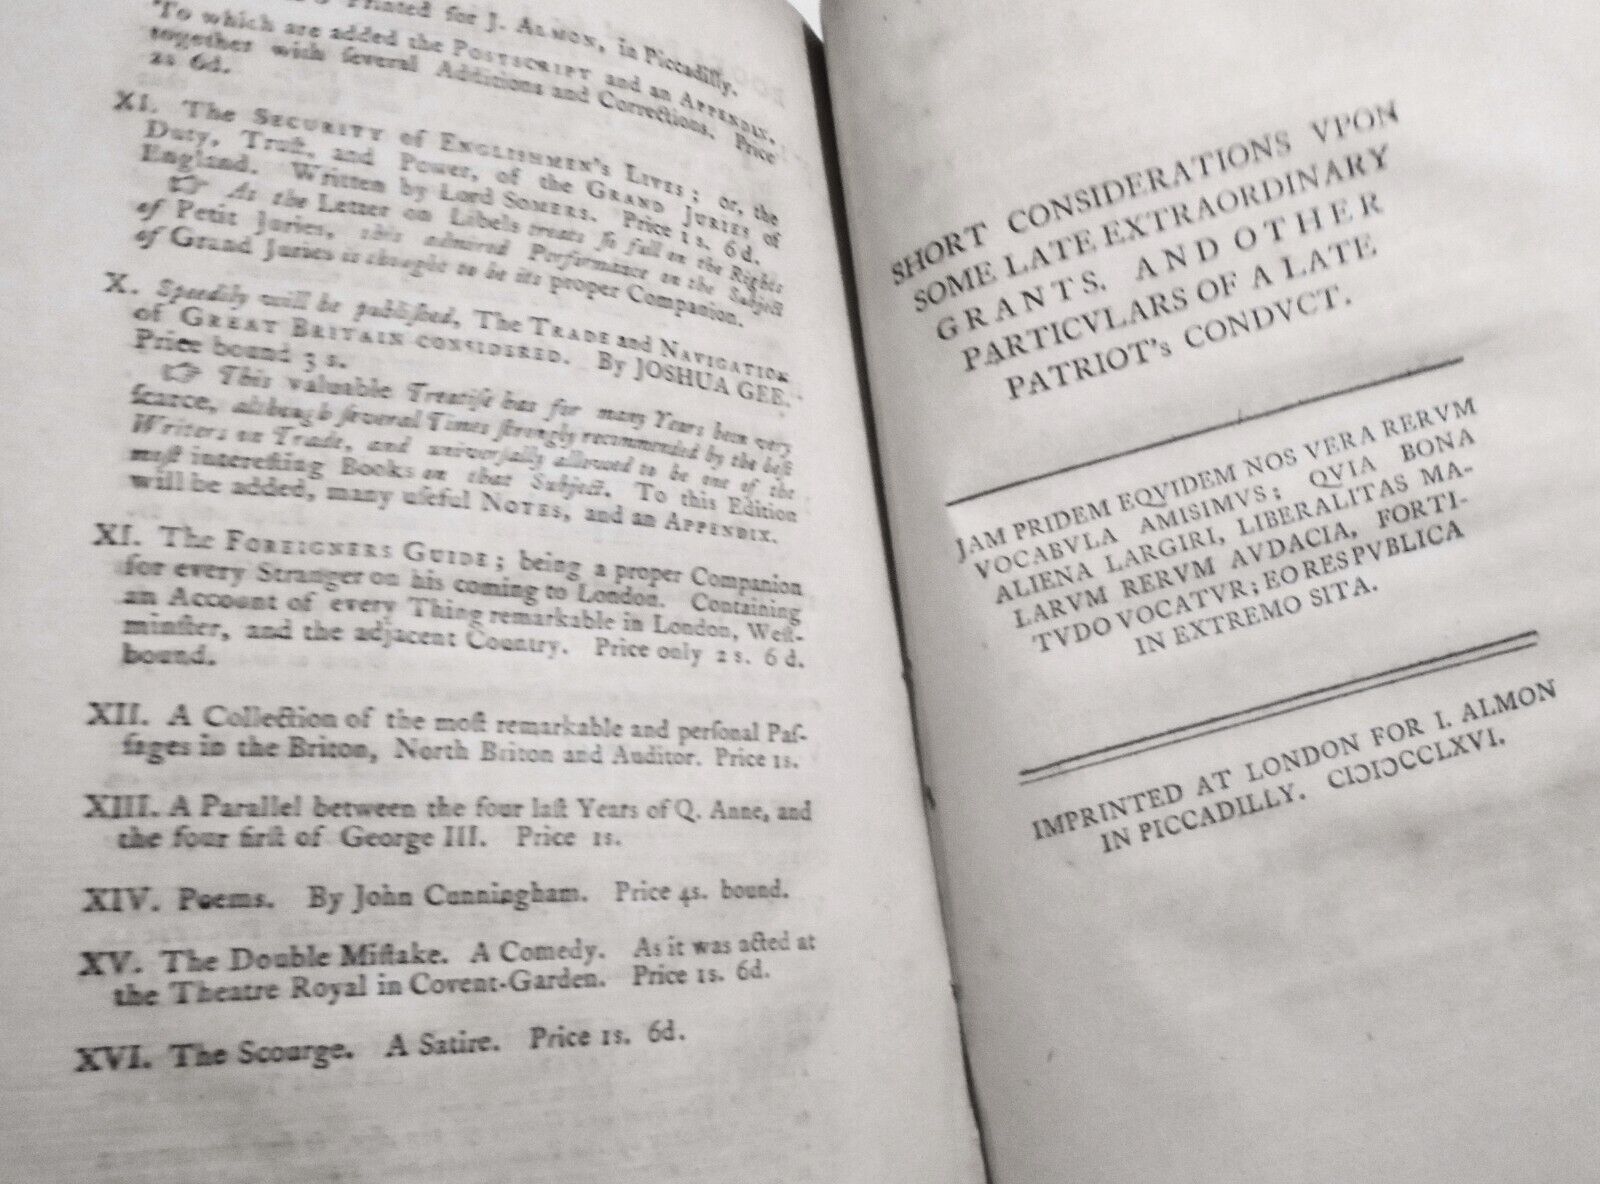 Printed for J. ALMON, in Piccadilly.
To which are added the POSTSCRIPT and an APPENDIX,
together with ſeveral Additions and Corrections. Price
2s 6d.
XI. The SECURITY of ENGLISHMEN'S LIVES; or, the
Duty, Truſt, and Power, of the GRAND JURIES of
England. Written by Lord SOMERS. Price 1 s. 6 d.
☞ As the Letter on Libels treats ſo full on the Rights
of Petit Juries, this admired Performance on the Subject
of Grand Juries is thought to be its proper Companion.
X. Speedily will be publiſhed, The TRADE and NAVIGATION
of GREAT BRITAIN CONSIDERED. By JOSHUA GEE.
Price bound 3 s.
☞ This valuable Treatiſe has for many Years been very
ſcarce, although ſeveral Times ſtrongly recommended by the beſt
Writers on Trade, and univerſally allowed to be one of the
moſt intereſting Books on that Subject. To this Edition
will be added, many uſeful NOTES, and an APPENDIX.
XI. The FOREIGNERS GUIDE; being a proper Companion
for every Stranger on his coming to London. Containing
an Account of every Thing remarkable in London, Weſt-
minſter, and the adjacent Country. Price only 2 s. 6 d.
bound.
XII. A Collection of the moſt remarkable and perſonal Paſ-
ſages in the Briton, North Briton and Auditor. Price 1s.
XIII. A Parallel between the four laſt Years of Q. Anne, and
the four firſt of George III. Price 1s.
XIV. Poems. By John Cunningham. Price 4s. bound.
XV. The Double Miſtake. A Comedy. As it was acted at
the Theatre Royal in Covent-Garden. Price 1s. 6d.
XVI. The Scourge. A Satire. Price 1s. 6d.
SHORT CONSIDERATIONS VPON
SOME LATE EXTRAORDINARY
GRANTS, AND OTHER
PARTICVLARS OF A LATE
PATRIOT's CONDVCT.
JAM PRIDEM EQVIDEM NOS VERA RERVM
VOCABVLA AMISIMVS; QVIA BONA
ALIENA LARGIRI, LIBERALITAS MA-
LARVM RERVM AVDACIA, FORTI-
TVDO VOCATVR; EO RESPVBLICA
IN EXTREMO SITA.
IMPRINTED AT LONDON FOR I. ALMON
IN PICCADILLY. CIƆIƆCCLXVI.